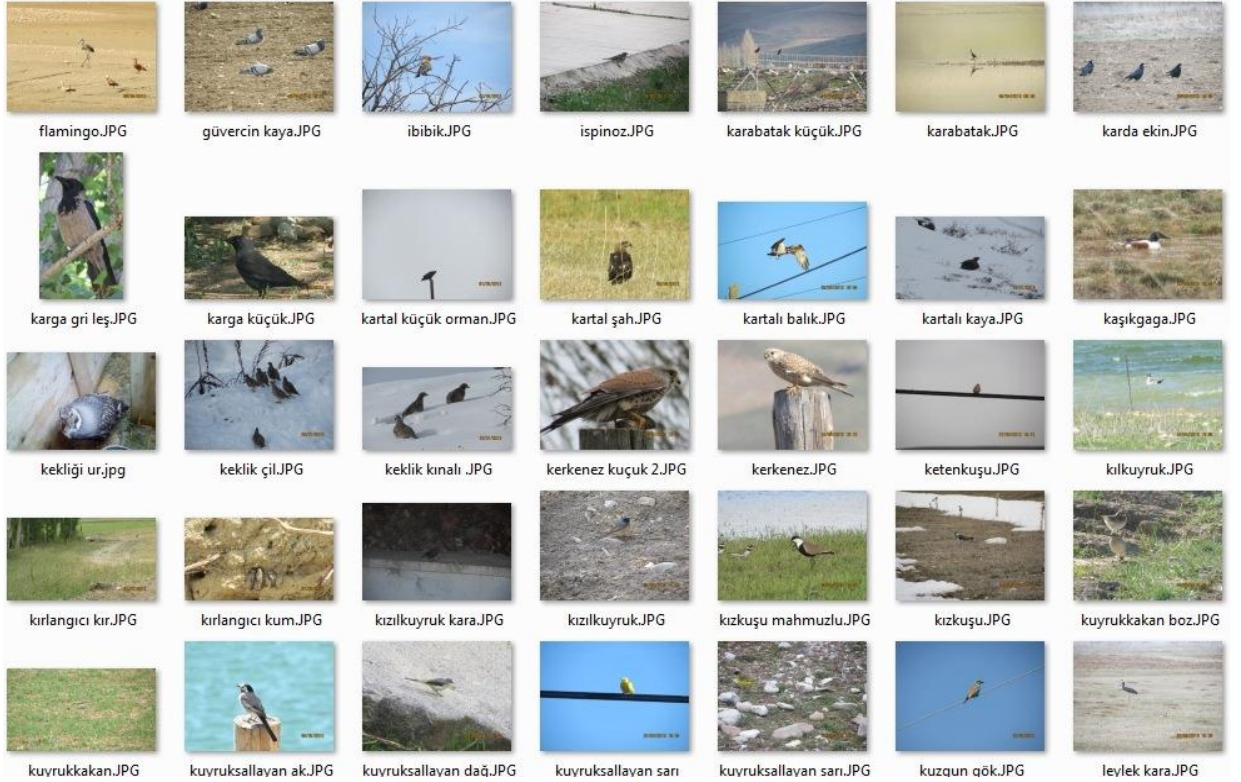 flamingo.JPG
güvercin kaya.JPG
ibibik.JPG
ispinoz.JPG
karabatak küçük.JPG
karabatak.JPG
karda ekin.JPG
karga gri leş.JPG
karga küçük.JPG
kartal küçük orman.JPG
kartal şah.JPG
kartalı balık.JPG
kartalı kaya.JPG
kaşıkgaga.JPG
kekliği ur.jpg
keklik çil.JPG
keklik kınalı .JPG
kerkenez kuçuk 2.JPG
kerkenez.JPG
ketenkuşu.JPG
kılkuyruk.JPG
kırlangıcı kır.JPG
kırlangıcı kum.JPG
kızılkuyruk kara.JPG
kızılkuyruk.JPG
kızkuşu mahmuzlu.JPG
kızkuşu.JPG
kuyrukkakan boz.JPG
kuyrukkakan.JPG
kuyruksallayan ak.JPG
kuyruksallayan dağ.JPG
kuyruksallayan sarı
kuyruksallayan sarı.JPG
kuzgun gök.JPG
leylek kara.JPG